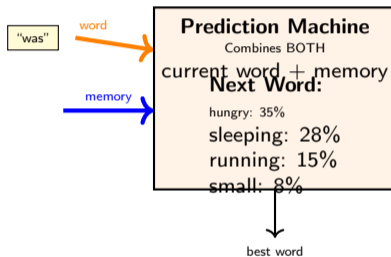 word
"was"
memory
Prediction Machine
Combines BOTH
current word + memory
Next Word:
hungry: 35%
sleeping: 28%
running: 15%
small: 8%
best word